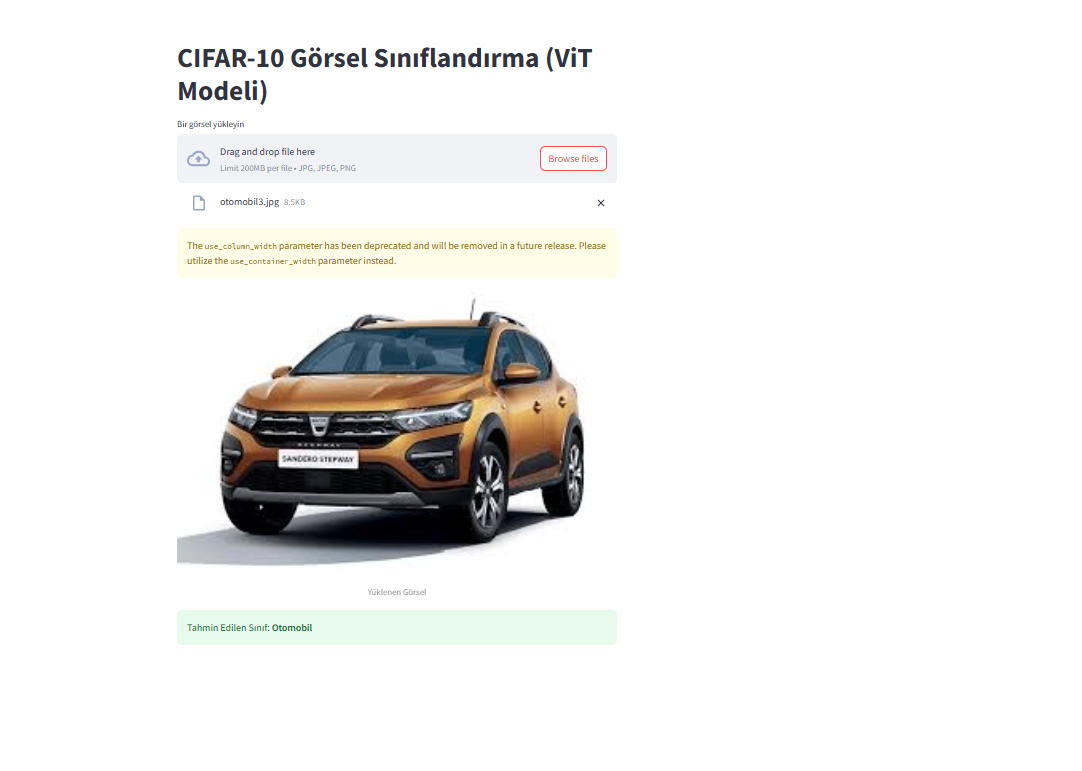 CIFAR-10 Görsel Sınıflandırma (ViT
Modeli)
Bir görsel yükleyin
Drag and drop file here
Limit 200MB per file • JPG, JPEG, PNG
Browse files
otomobil3.jpg 8.5KB
The use_column_width parameter has been deprecated and will be removed in a future release. Please
utilize the use_container_width parameter instead.
STEPWAY
SANDERO STEPWAY
Yüklenen Görsel
Tahmin Edilen Sınıf: Otomobil